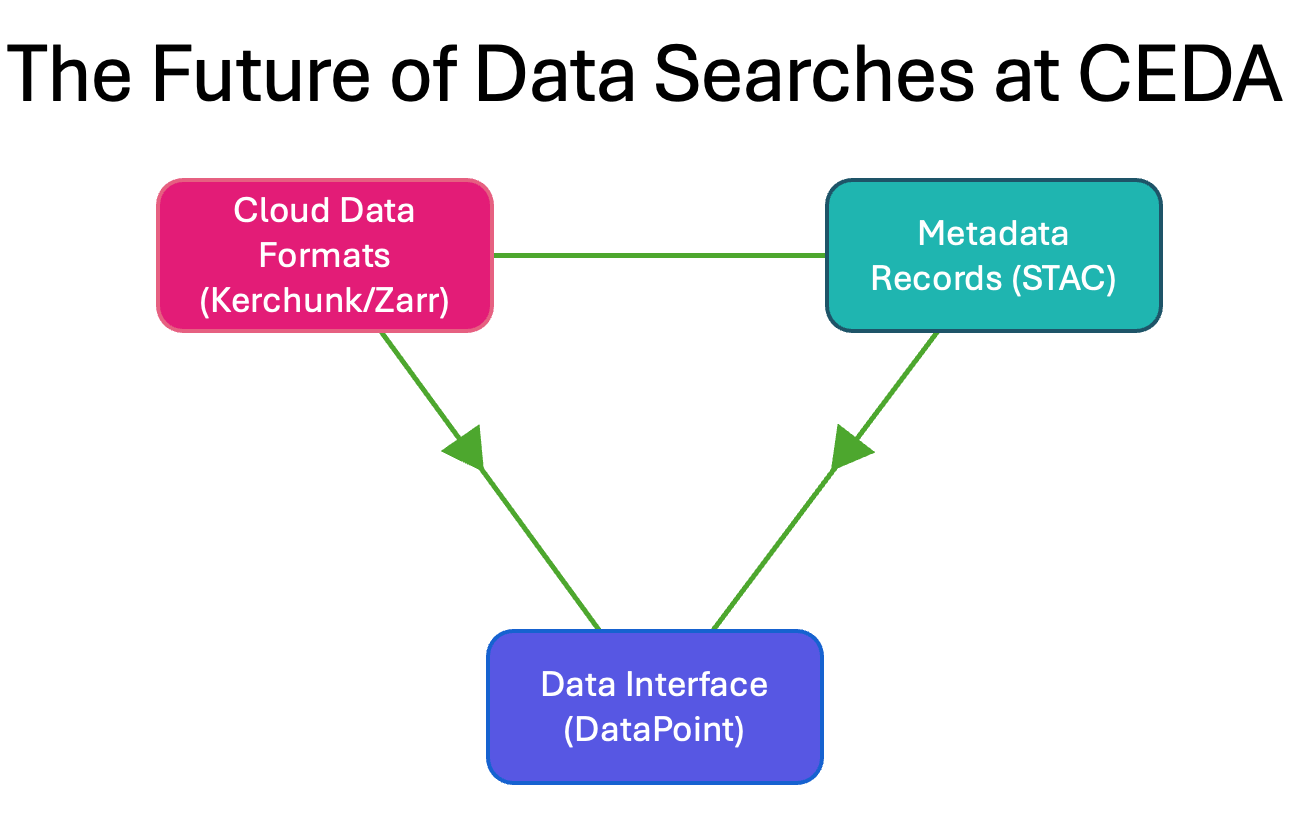 The Future of Data Searches at CEDA
Cloud Data
Formats
(Kerchunk/Zarr)
Metadata
Records (STAC)
Data Interface
(DataPoint)